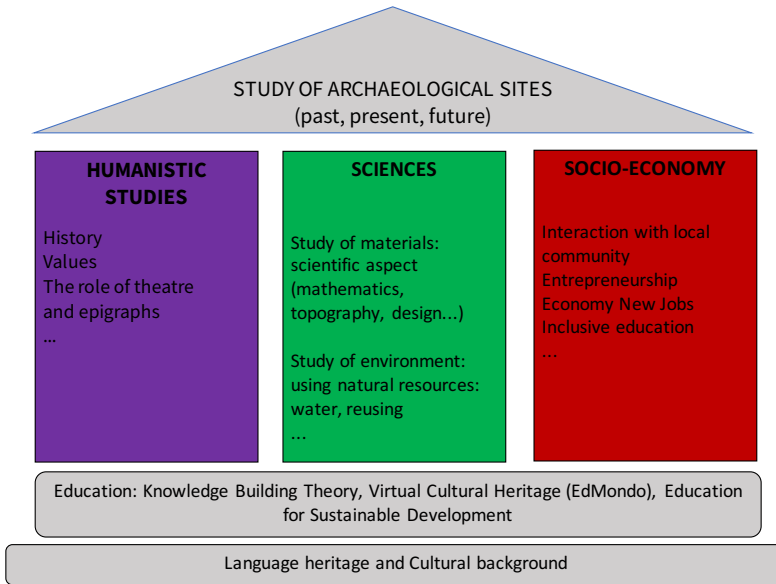 STUDY OF ARCHAEOLOGICAL SITES
(past, present, future)
HUMANISTIC
STUDIES
History
Values
The role of theatre
and epigraphs
...
SCIENCES
Study of materials:
scientific aspect
(mathematics,
topography, design...)
Study of environment:
using natural resources:
water, reusing
...
SOCIO-ECONOMY
Interaction with local
community
Entrepreneurship
Economy New Jobs
Inclusive education
...
Education: Knowledge Building Theory, Virtual Cultural Heritage (EdMondo), Education
for Sustainable Development
Language heritage and Cultural background